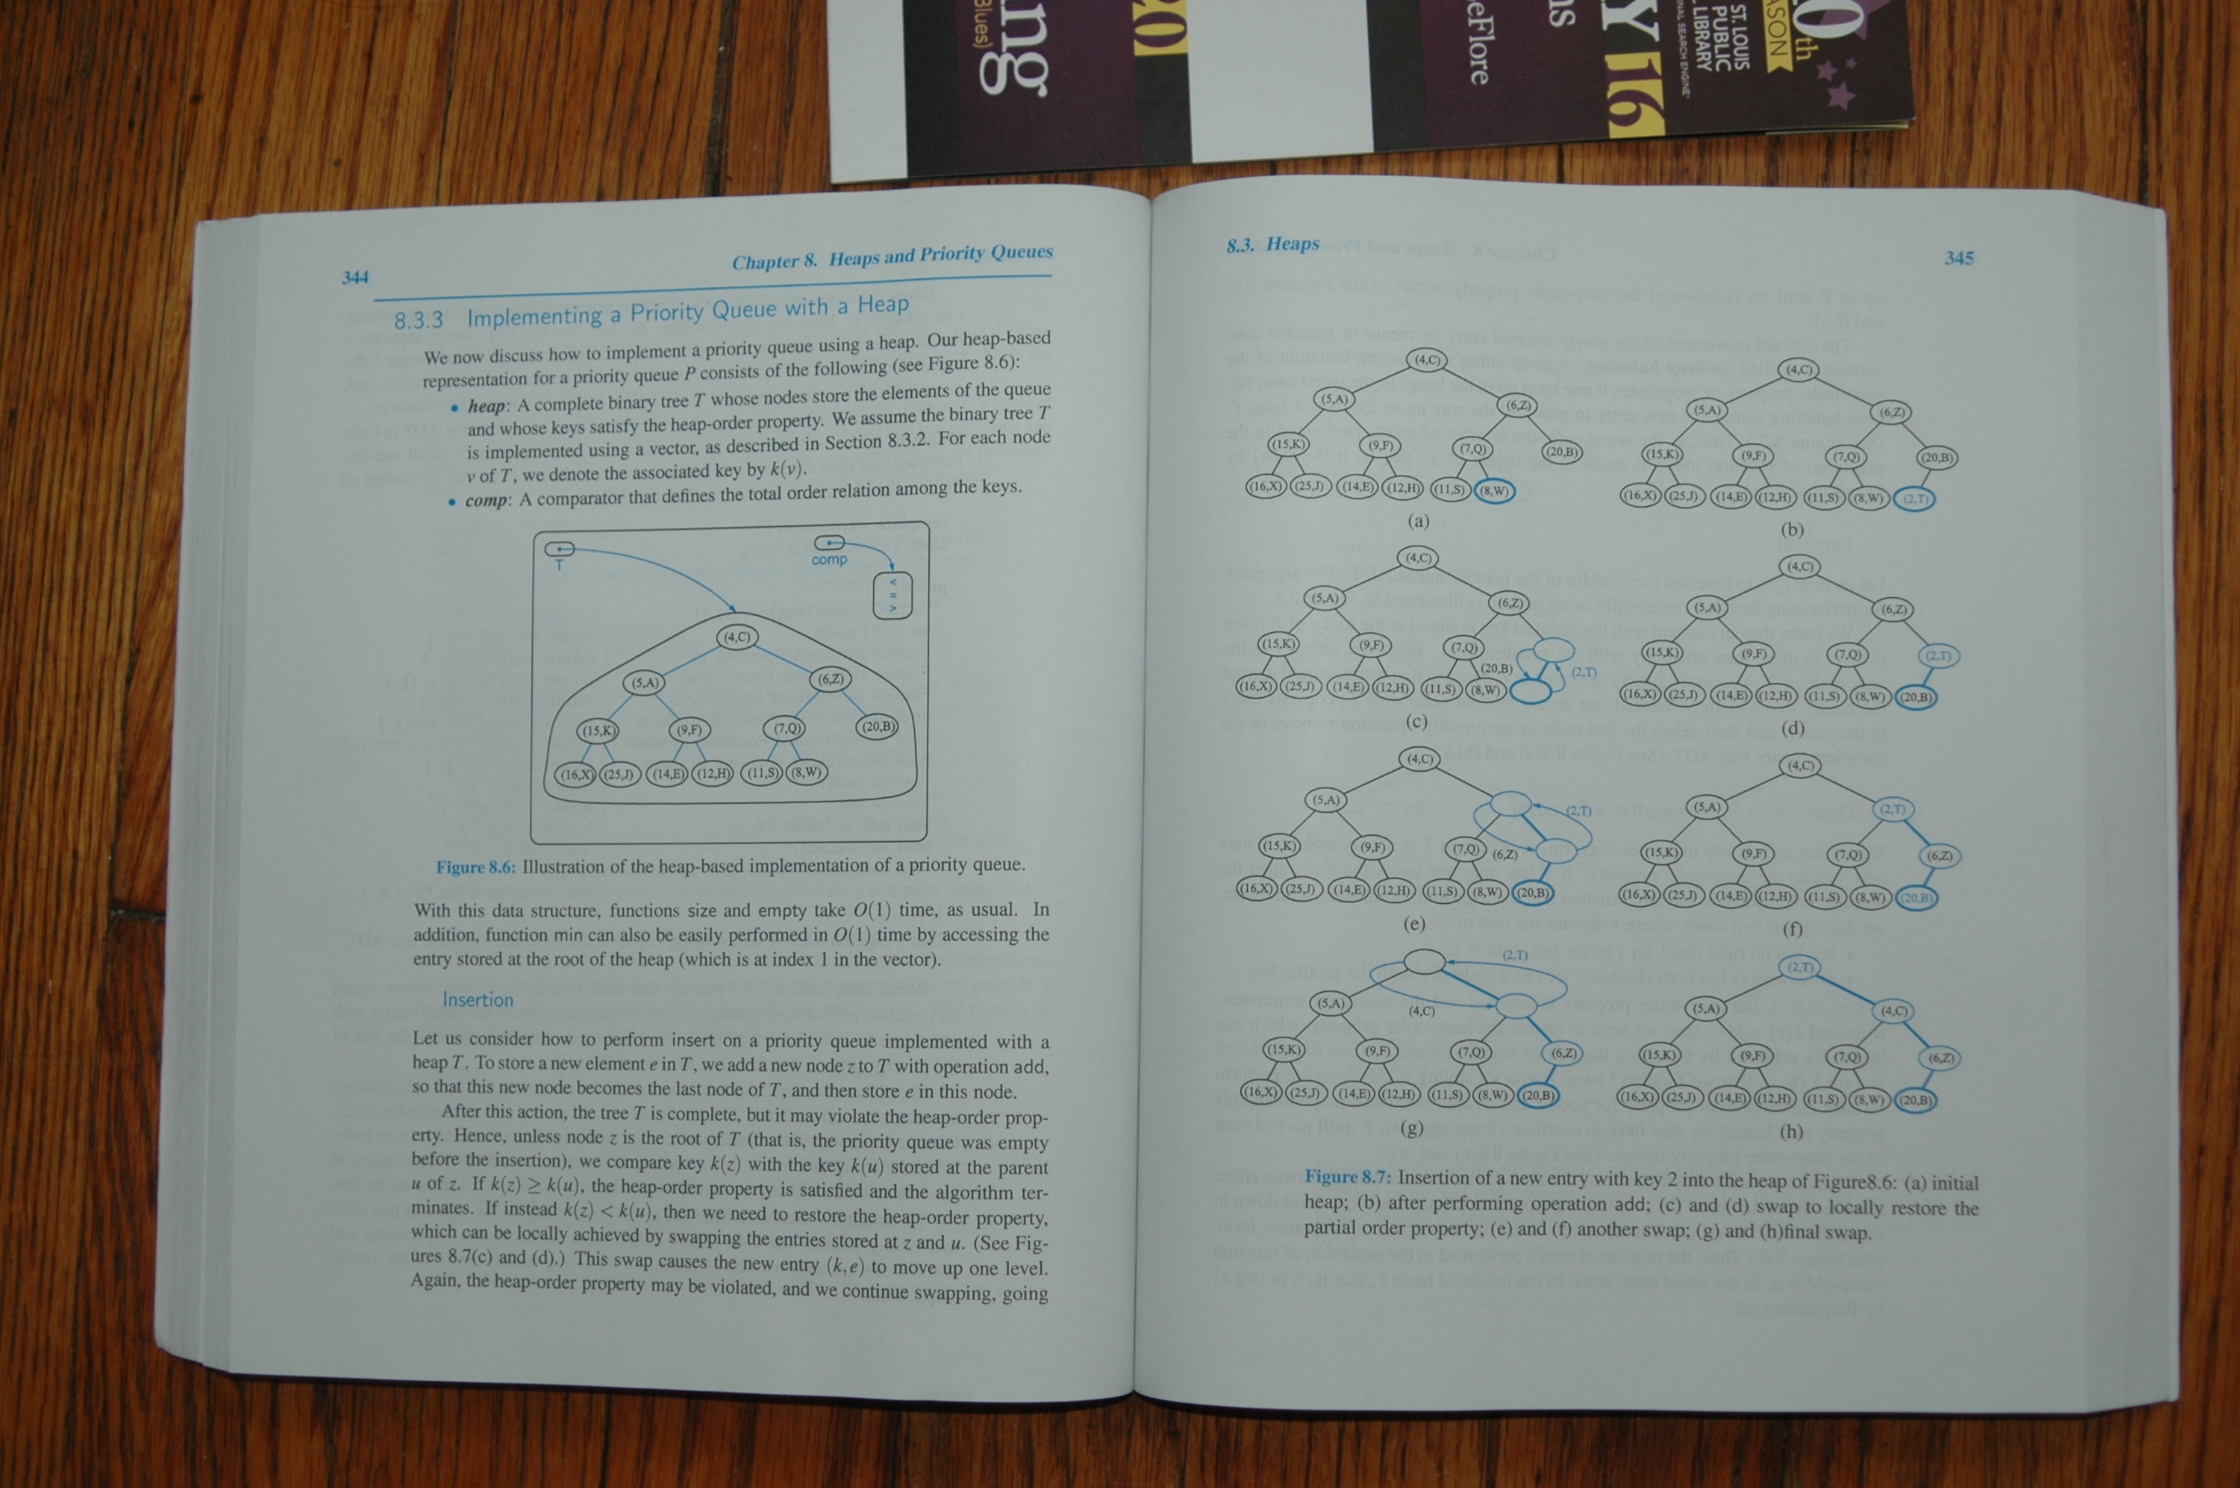 344
Chapter 8. Heaps and Priority Queues
8.3.3 Implementing a Priority Queue with a Heap
We now discuss how to implement a priority queue using a heap. Our heap-based
representation for a priority queue P consists of the following (see Figure 8.6):
• heap: A complete binary tree T whose nodes store the elements of the queue
and whose keys satisfy the heap-order property. We assume the binary tree T
is implemented using a vector, as described in Section 8.3.2. For each node
v of T, we denote the associated key by k(v).
• comp: A comparator that defines the total order relation among the keys.
T
comp
<
=
>
(4,C)
(5,A) (6,Z)
(15,K) (9,F) (7,Q) (20,B)
(16,X) (25,J) (14,E) (12,H) (11,S) (8,W)
Figure 8.6: Illustration of the heap-based implementation of a priority queue.
With this data structure, functions size and empty take O(1) time, as usual. In
addition, function min can also be easily performed in O(1) time by accessing the
entry stored at the root of the heap (which is at index 1 in the vector).
Insertion
Let us consider how to perform insert on a priority queue implemented with a
heap T. To store a new element e in T, we add a new node z to T with operation add,
so that this new node becomes the last node of T, and then store e in this node.
After this action, the tree T is complete, but it may violate the heap-order prop-
erty. Hence, unless node z is the root of T (that is, the priority queue was empty
before the insertion), we compare key k(z) with the key k(u) stored at the parent
u of z. If k(z) ≥ k(u), the heap-order property is satisfied and the algorithm ter-
minates. If instead k(z) < k(u), then we need to restore the heap-order property,
which can be locally achieved by swapping the entries stored at z and u. (See Fig-
ures 8.7(c) and (d).) This swap causes the new entry (k,e) to move up one level.
Again, the heap-order property may be violated, and we continue swapping, going
8.3. Heaps
345
(4,C)
(5,A) (6,Z)
(15,K) (9,F) (7,Q) (20,B)
(16,X) (25,J) (14,E) (12,H) (11,S) (8,W)
(a)
(4,C)
(5,A) (6,Z)
(15,K) (9,F) (7,Q) (20,B)
(16,X) (25,J) (14,E) (12,H) (11,S) (8,W) (2,T)
(b)
(4,C)
(5,A) (6,Z)
(15,K) (9,F) (7,Q) (20,B) (2,T)
(16,X) (25,J) (14,E) (12,H) (11,S) (8,W)
(c)
(4,C)
(5,A) (6,Z)
(15,K) (9,F) (7,Q) (2,T)
(16,X) (25,J) (14,E) (12,H) (11,S) (8,W) (20,B)
(d)
(4,C)
(5,A) (2,T)
(15,K) (9,F) (7,Q) (6,Z)
(16,X) (25,J) (14,E) (12,H) (11,S) (8,W) (20,B)
(e)
(4,C)
(5,A) (2,T)
(15,K) (9,F) (7,Q) (6,Z)
(16,X) (25,J) (14,E) (12,H) (11,S) (8,W) (20,B)
(f)
(2,T)
(5,A) (4,C)
(15,K) (9,F) (7,Q) (6,Z)
(16,X) (25,J) (14,E) (12,H) (11,S) (8,W) (20,B)
(g)
(2,T)
(5,A) (4,C)
(15,K) (9,F) (7,Q) (6,Z)
(16,X) (25,J) (14,E) (12,H) (11,S) (8,W) (20,B)
(h)
Figure 8.7: Insertion of a new entry with key 2 into the heap of Figure8.6: (a) initial
heap; (b) after performing operation add; (c) and (d) swap to locally restore the
partial order property; (e) and (f) another swap; (g) and (h)final swap.
0th
ASON
ST. LOUIS
PUBLIC
LIBRARY
NAL SEARCH ENGINE
Y 16
ns
eFlore
20
ing
Blues)